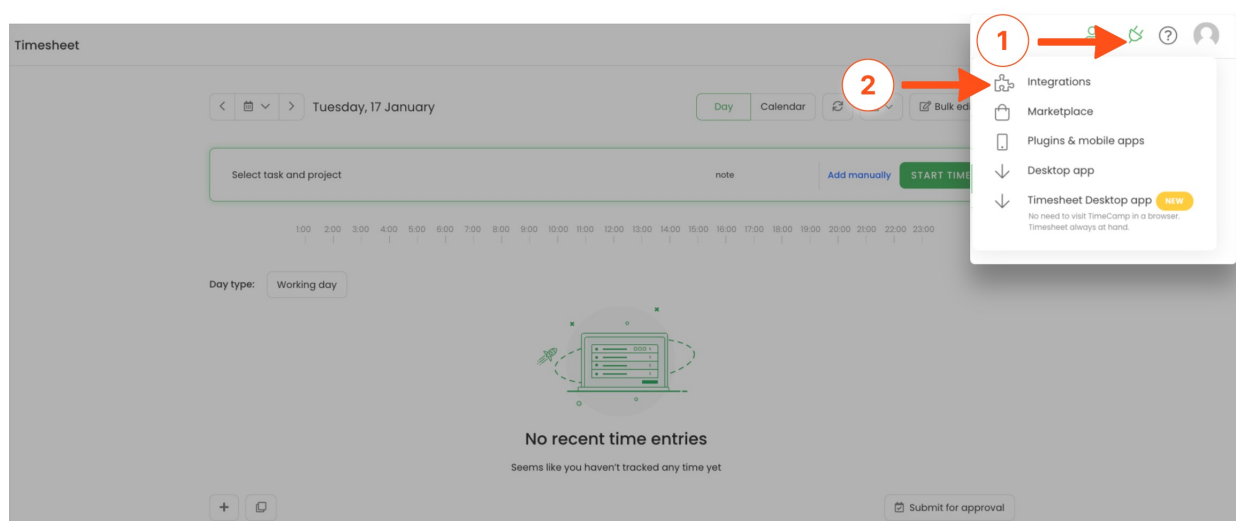 Timesheet
1
2
Integrations
Marketplace
Plugins & mobile apps
Desktop app
Timesheet Desktop app NEW
No need to visit TimeCamp in a browser.
Timesheet always at hand.
Tuesday, 17 January
Day Calendar
Bulk
Select task and project note Add manually START
1:00 2:00 3:00 4:00 5:00 6:00 7:00 8:00 9:00 10:00 11:00 12:00 13:00 14:00 15:00 16:00 17:00 18:00 19:00 20:00 21:00 22:00 23:00
Day type: Working day
No recent time entries
Seems like you haven't tracked any time yet
Submit for approval